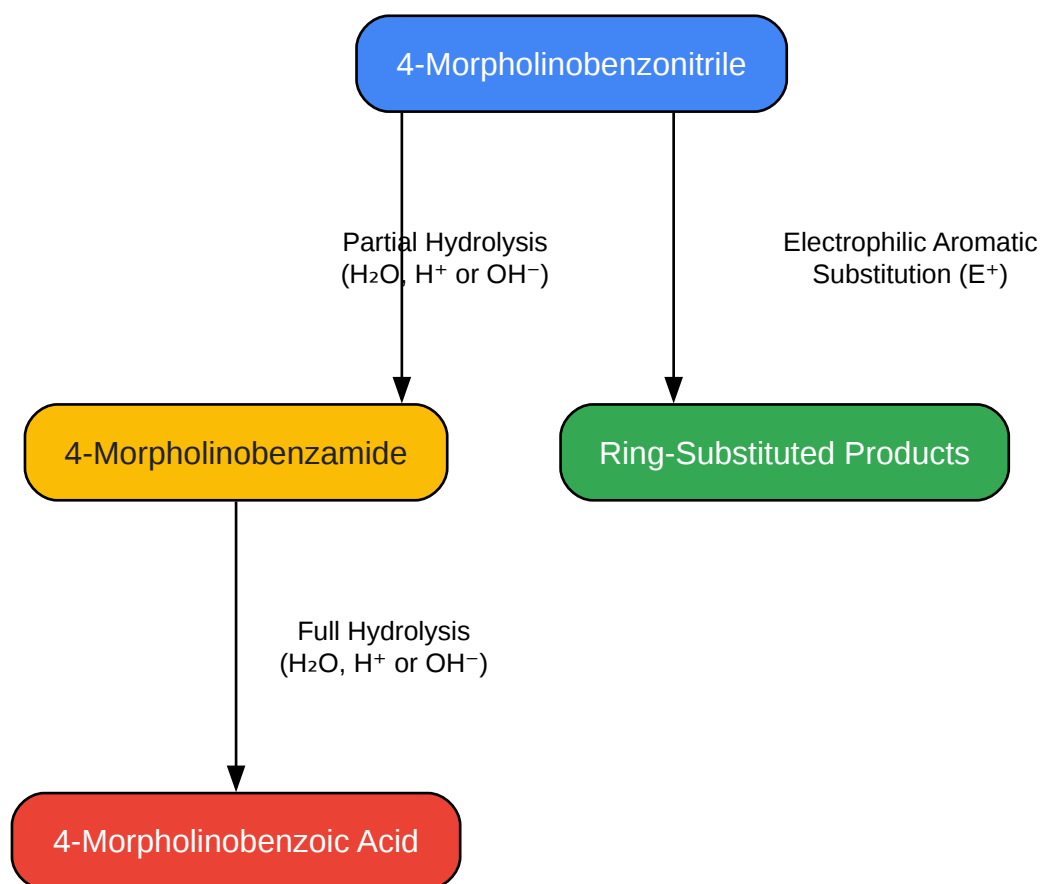 4-Morpholinobenzonitrile
Partial Hydrolysis
(H₂O, H⁺ or OH⁻)
Electrophilic Aromatic
Substitution (E⁺)
4-Morpholinobenzamide
Ring-Substituted Products
Full Hydrolysis
(H₂O, H⁺ or OH⁻)
4-Morpholinobenzoic Acid